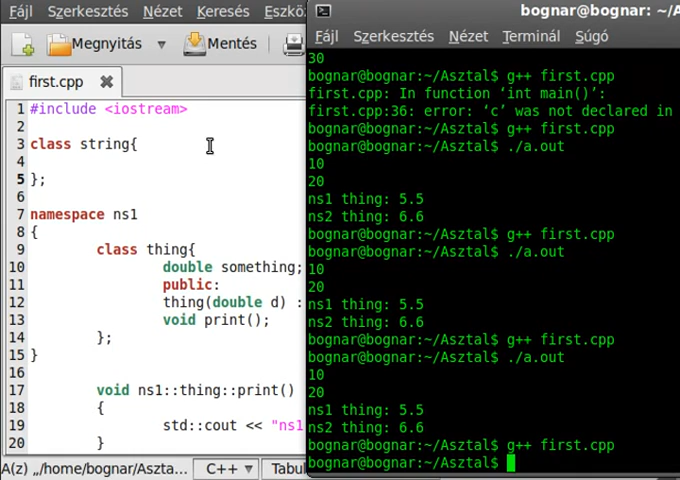 Fájl Szerkesztés Nézet Keresés Eszkö
Megnyitás Mentés
first.cpp
1 #include <iostream>
2
3 class string{
4
5 };
6
7 namespace ns1
8 {
9 class thing{
10 double something;
11 public:
12 thing(double d) :
13 void print();
14 };
15 }
16
17 void ns1::thing::print()
18 {
19 std::cout << "ns1
20 }
A(z) „/home/bognar/Aszta... C++ Tabul
bognar@bognar: ~/A
Fájl Szerkesztés Nézet Terminál Súgó
30
bognar@bognar:~/Asztal$ g++ first.cpp
first.cpp: In function ‘int main()’:
first.cpp:36: error: ‘c’ was not declared in
bognar@bognar:~/Asztal$ g++ first.cpp
bognar@bognar:~/Asztal$ ./a.out
10
20
ns1 thing: 5.5
ns2 thing: 6.6
bognar@bognar:~/Asztal$ g++ first.cpp
bognar@bognar:~/Asztal$ ./a.out
10
20
ns1 thing: 5.5
ns2 thing: 6.6
bognar@bognar:~/Asztal$ g++ first.cpp
bognar@bognar:~/Asztal$ ./a.out
10
20
ns1 thing: 5.5
ns2 thing: 6.6
bognar@bognar:~/Asztal$ g++ first.cpp
bognar@bognar:~/Asztal$